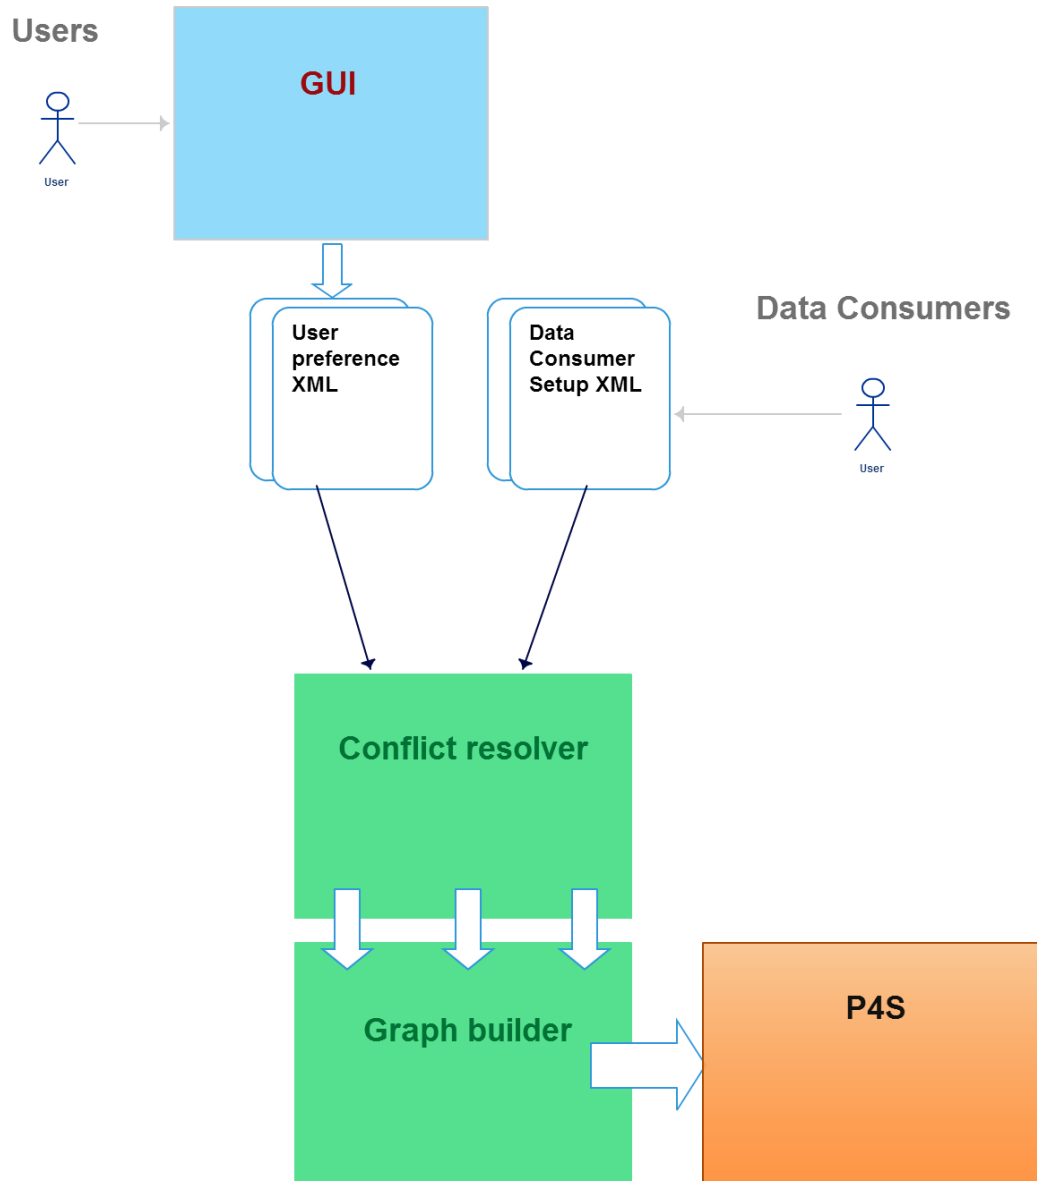 Users
GUI
User
User
preference
XML
Data
Consumer
Setup XML
Data Consumers
User
Conflict resolver
Graph builder
P4S